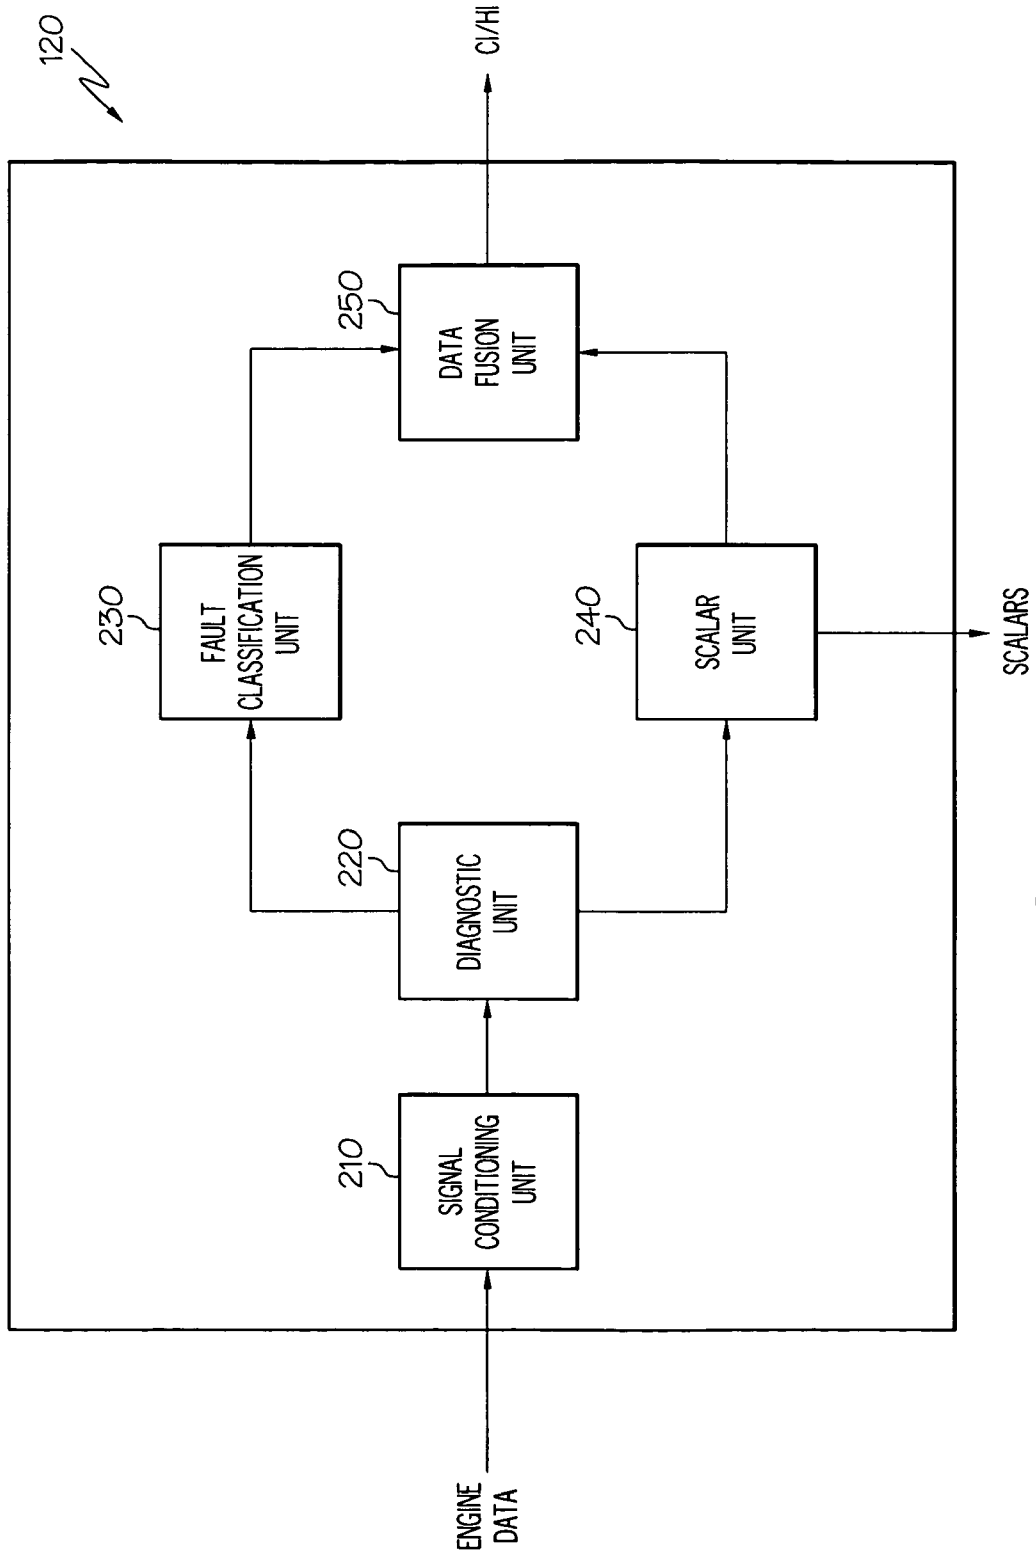 120
ENGINE
DATA
210
SIGNAL
CONDITIONING
UNIT
220
DIAGNOSTIC
UNIT
230
FAULT
CLASSIFICATION
UNIT
240
SCALAR
UNIT
SCALARS
250
DATA
FUSION
UNIT
CI/HI